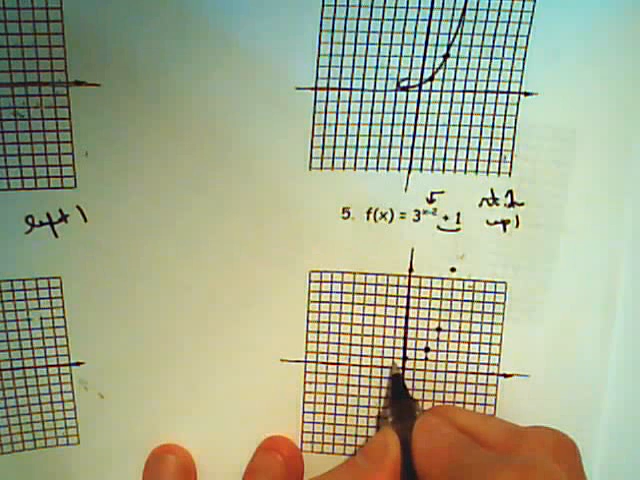 left 1
5. f(x) = 3^(x-2) + 1
rt. 2
up 1